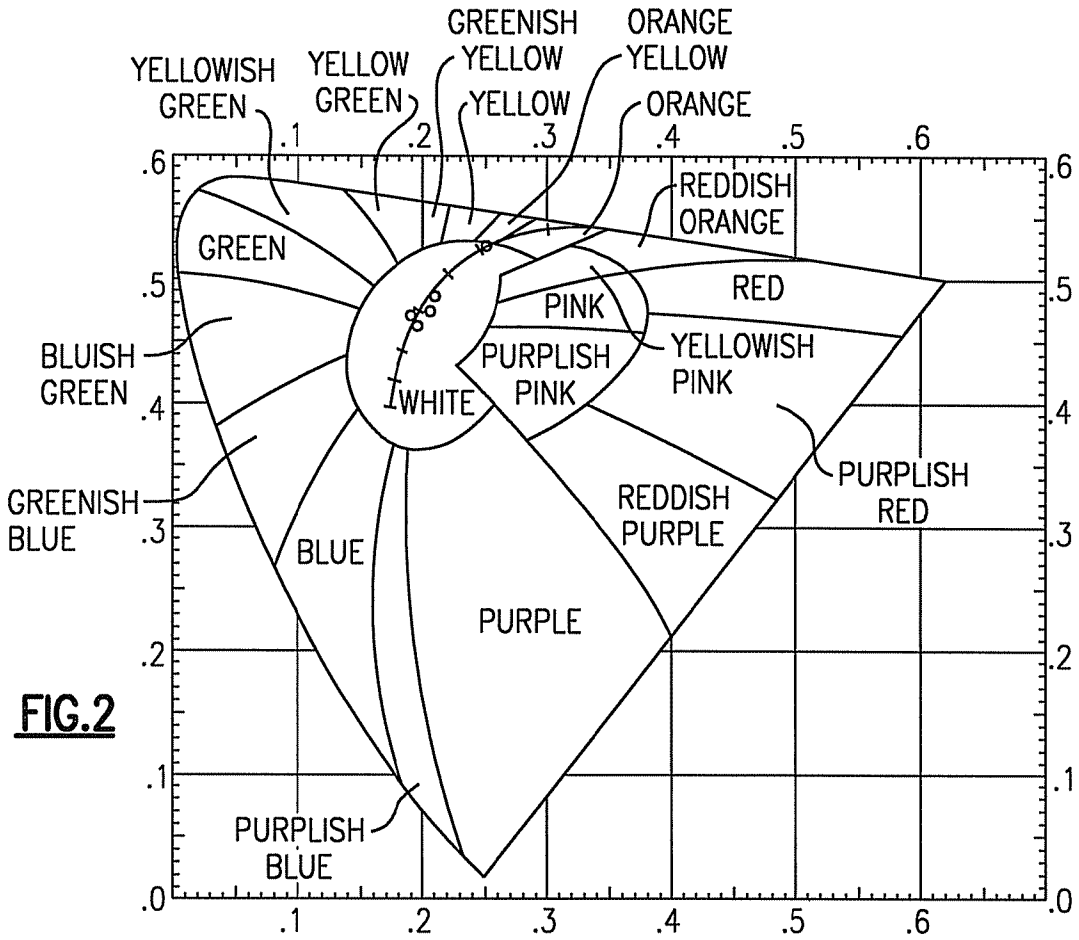 GREENISH
YELLOW
ORANGE
YELLOW
YELLOWISH
GREEN
YELLOW
GREEN
YELLOW
ORANGE
.1 .2 .3 .4 .5 .6
.6 .6
REDDISH
ORANGE
GREEN
.5 .5
RED
PINK
BLUISH
GREEN
PURPLISH
PINK
YELLOWISH
PINK
.4 .4
WHITE
GREENISH
BLUE
PURPLISH
RED
REDDISH
PURPLE
.3 .3
BLUE
PURPLE
.2 .2
FIG.2
.1 .1
PURPLISH
BLUE
.0 .0
.1 .2 .3 .4 .5 .6